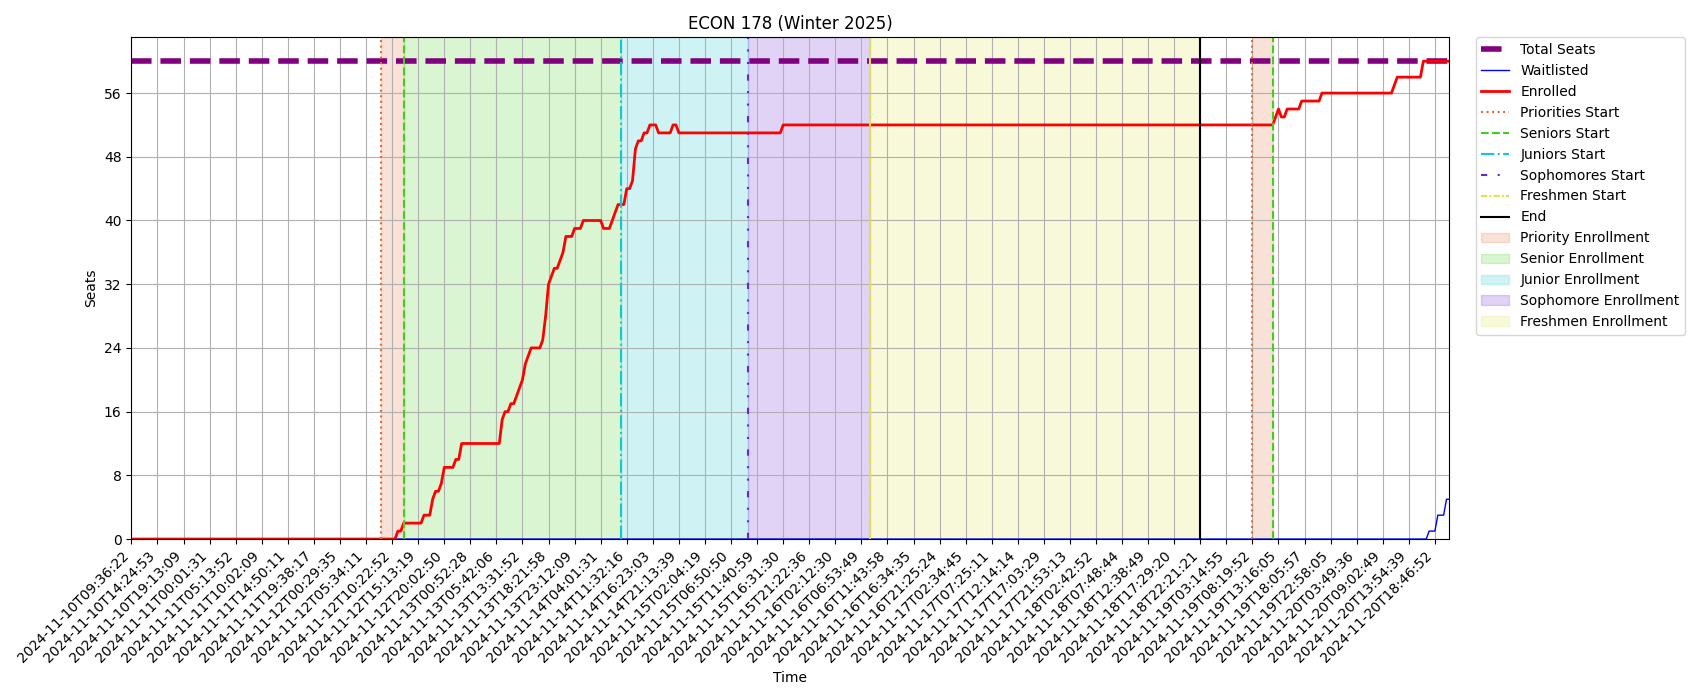 ECON 178 (Winter 2025)
Seats
56
48
40
32
24
16
8
0
2024-11-10T09:36:22
2024-11-10T14:24:53
2024-11-10T19:13:09
2024-11-11T00:01:31
2024-11-11T05:13:52
2024-11-11T10:02:09
2024-11-11T14:50:11
2024-11-11T19:38:17
2024-11-12T00:29:35
2024-11-12T05:34:11
2024-11-12T10:22:52
2024-11-12T15:13:19
2024-11-12T20:02:50
2024-11-13T00:52:28
2024-11-13T05:42:06
2024-11-13T13:31:52
2024-11-13T18:21:58
2024-11-13T23:12:09
2024-11-14T04:01:31
2024-11-14T11:32:16
2024-11-14T16:23:03
2024-11-14T21:13:39
2024-11-15T02:04:19
2024-11-15T06:50:50
2024-11-15T11:40:59
2024-11-15T16:31:30
2024-11-15T21:22:36
2024-11-16T02:12:30
2024-11-16T06:53:49
2024-11-16T11:43:58
2024-11-16T16:34:35
2024-11-16T21:25:24
2024-11-17T02:34:45
2024-11-17T07:25:11
2024-11-17T12:14:14
2024-11-17T17:03:29
2024-11-17T21:53:13
2024-11-18T02:42:52
2024-11-18T07:48:44
2024-11-18T12:38:49
2024-11-18T17:29:20
2024-11-18T22:21:21
2024-11-19T03:14:55
2024-11-19T08:19:52
2024-11-19T13:16:05
2024-11-19T18:05:57
2024-11-19T22:58:05
2024-11-20T03:49:36
2024-11-20T09:02:49
2024-11-20T13:54:39
2024-11-20T18:46:52
Time
Total Seats
Waitlisted
Enrolled
Priorities Start
Seniors Start
Juniors Start
Sophomores Start
Freshmen Start
End
Priority Enrollment
Senior Enrollment
Junior Enrollment
Sophomore Enrollment
Freshmen Enrollment